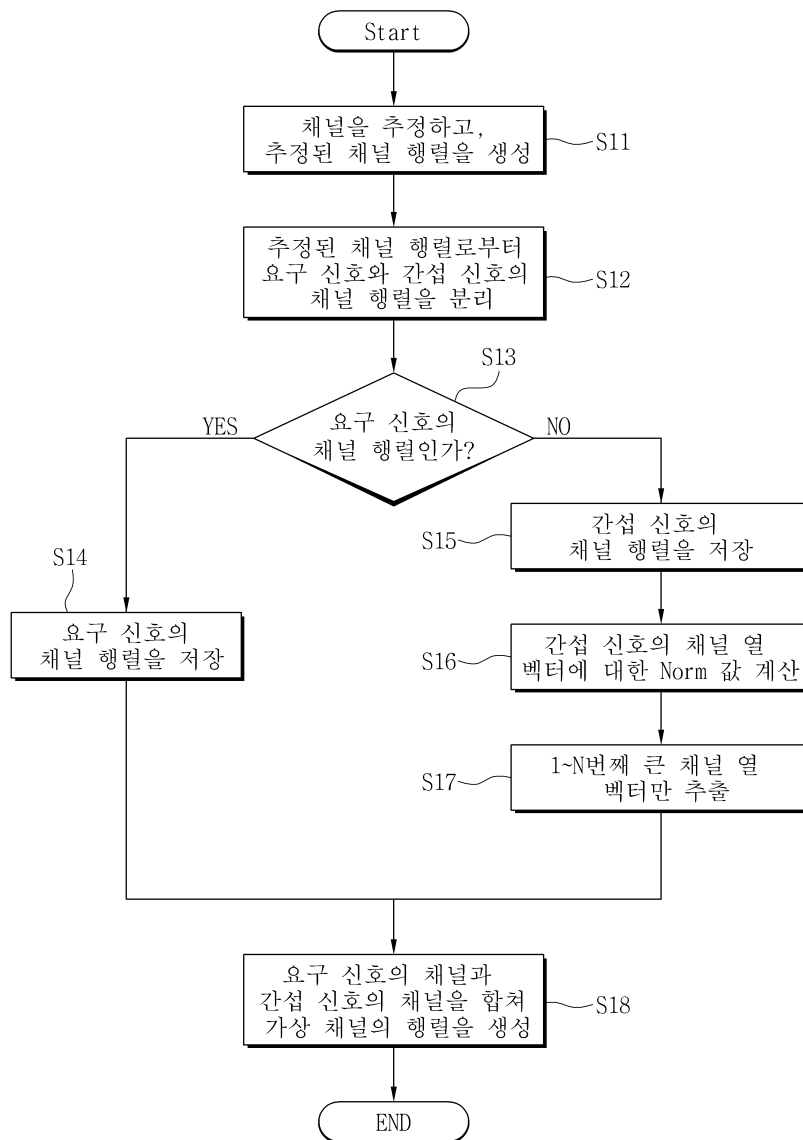 Start
채널을 추정하고,
추정된 채널 행렬을 생성
S11
추정된 채널 행렬로부터
요구 신호와 간섭 신호의
채널 행렬을 분리
S12
S13
요구 신호의
채널 행렬인가?
YES
NO
간섭 신호의
채널 행렬을 저장
S15
S14
요구 신호의
채널 행렬을 저장
간섭 신호의 채널 열
벡터에 대한 Norm 값 계산
S16
1~N번째 큰 채널 열
벡터만 추출
S17
요구 신호의 채널과
간섭 신호의 채널을 합쳐
가상 채널의 행렬을 생성
S18
END